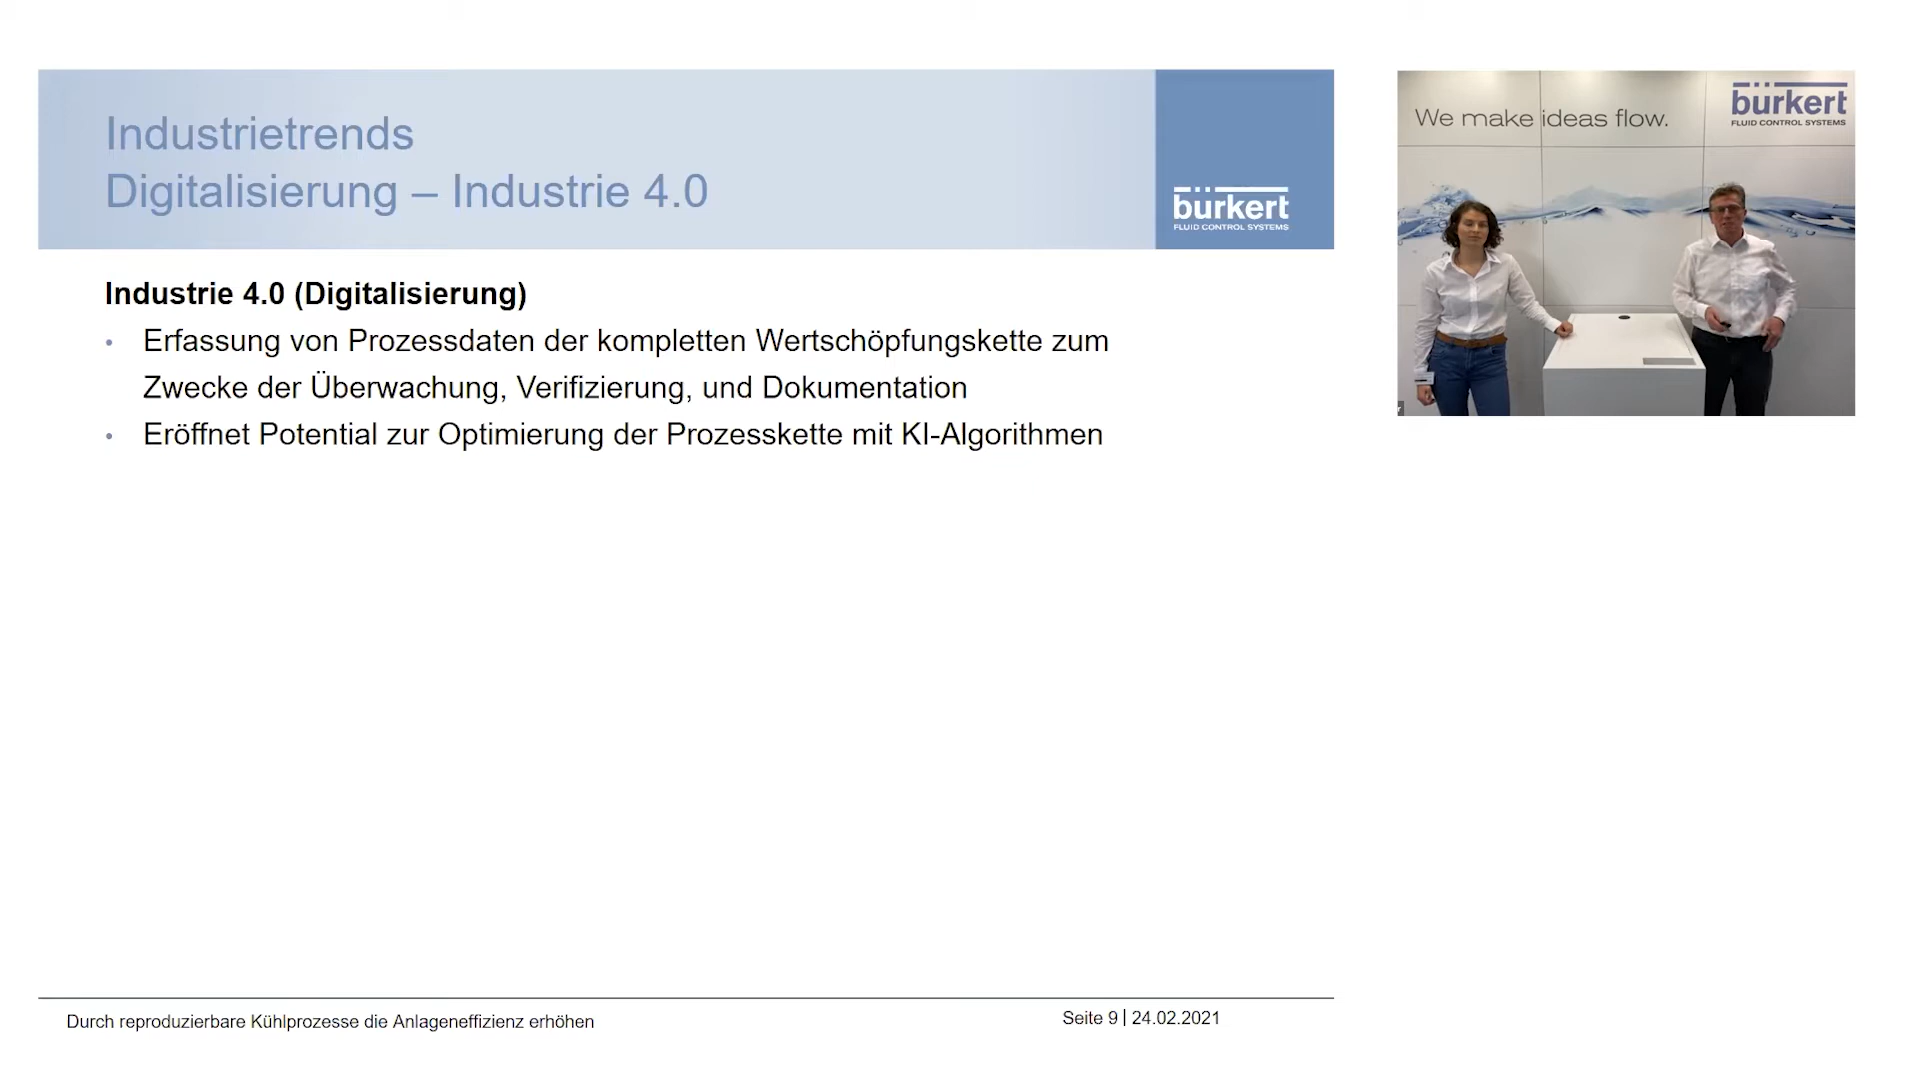 Industrietrends
Digitalisierung – Industrie 4.0
bürkert
FLUID CONTROL SYSTEMS
Industrie 4.0 (Digitalisierung)
• Erfassung von Prozessdaten der kompletten Wertschöpfungskette zum
Zwecke der Überwachung, Verifizierung, und Dokumentation
• Eröffnet Potential zur Optimierung der Prozesskette mit KI-Algorithmen
Durch reproduzierbare Kühlprozesse die Anlageneffizienz erhöhen
Seite 9 | 24.02.2021
We make ideas flow.
bürkert
FLUID CONTROL SYSTEMS